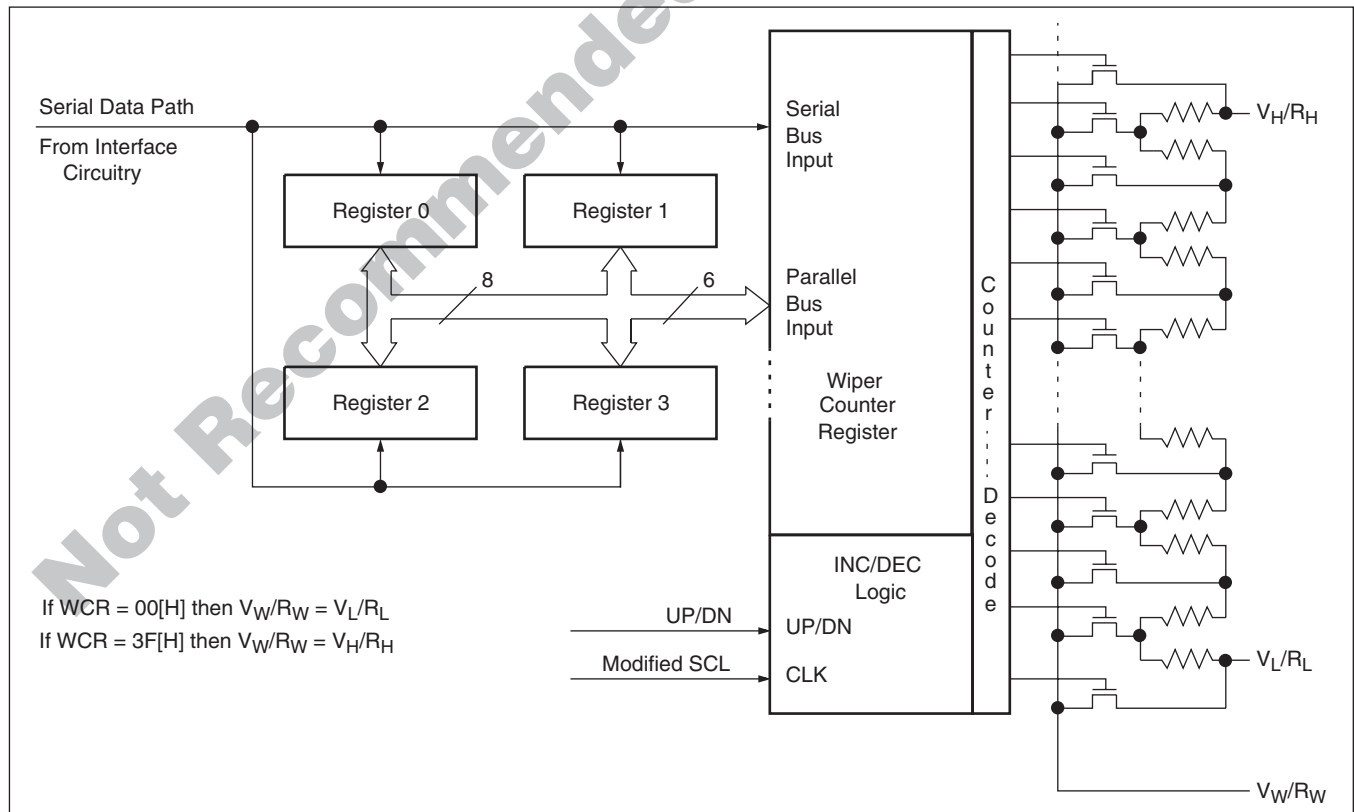 Not Recommended
Serial Data Path
From Interface
Circuitry
Register 0
Register 1
8
6
Register 2
Register 3
Serial
Bus
Input
Parallel
Bus
Input
Wiper
Counter
Register
INC/DEC
Logic
UP/DN
UP/DN
Modified SCL
CLK
Counter....Decode
If WCR = 00[H] then VW/RW = VL/RL
If WCR = 3F[H] then VW/RW = VH/RH
VH/RH
VL/RL
VW/RW